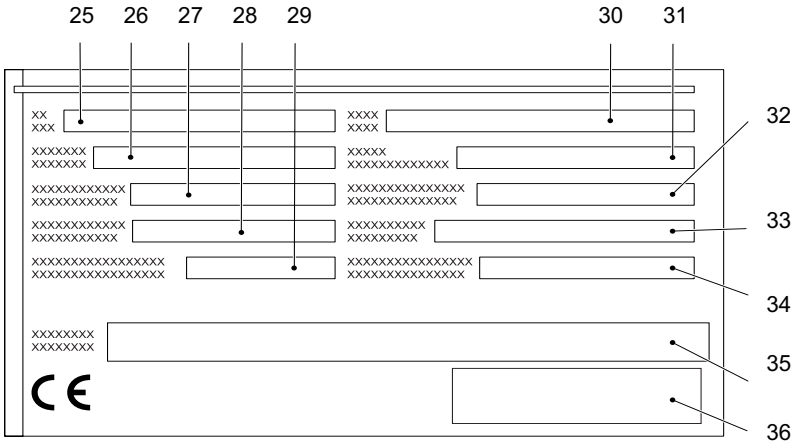 25 26 27 28 29 30 31
XX XXXX
XXX XXXX
32
XXXXXXX XXXXX
XXXXXXX XXXXXXXXXXXXX
XXXXXXXXXXXX XXXXXXXXXXXXXXX
XXXXXXXXXXX XXXXXXXXXXXXXX
33
XXXXXXXXXXXX XXXXXXXXXX
XXXXXXXXXXX XXXXXXXXX
XXXXXXXXXXXXXXXXX XXXXXXXXXXXXXXXX
XXXXXXXXXXXXXXXXX XXXXXXXXXXXXXXX
34
XXXXXXXX
XXXXXXXX
35
CE
36